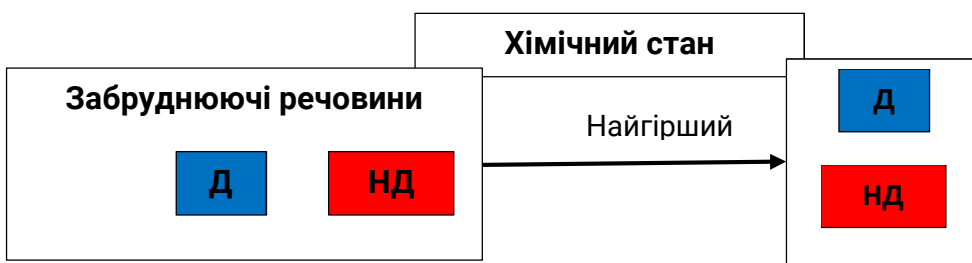 Хімічний стан
Забруднюючі речовини
Д
НД
Найгірший
Д
НД